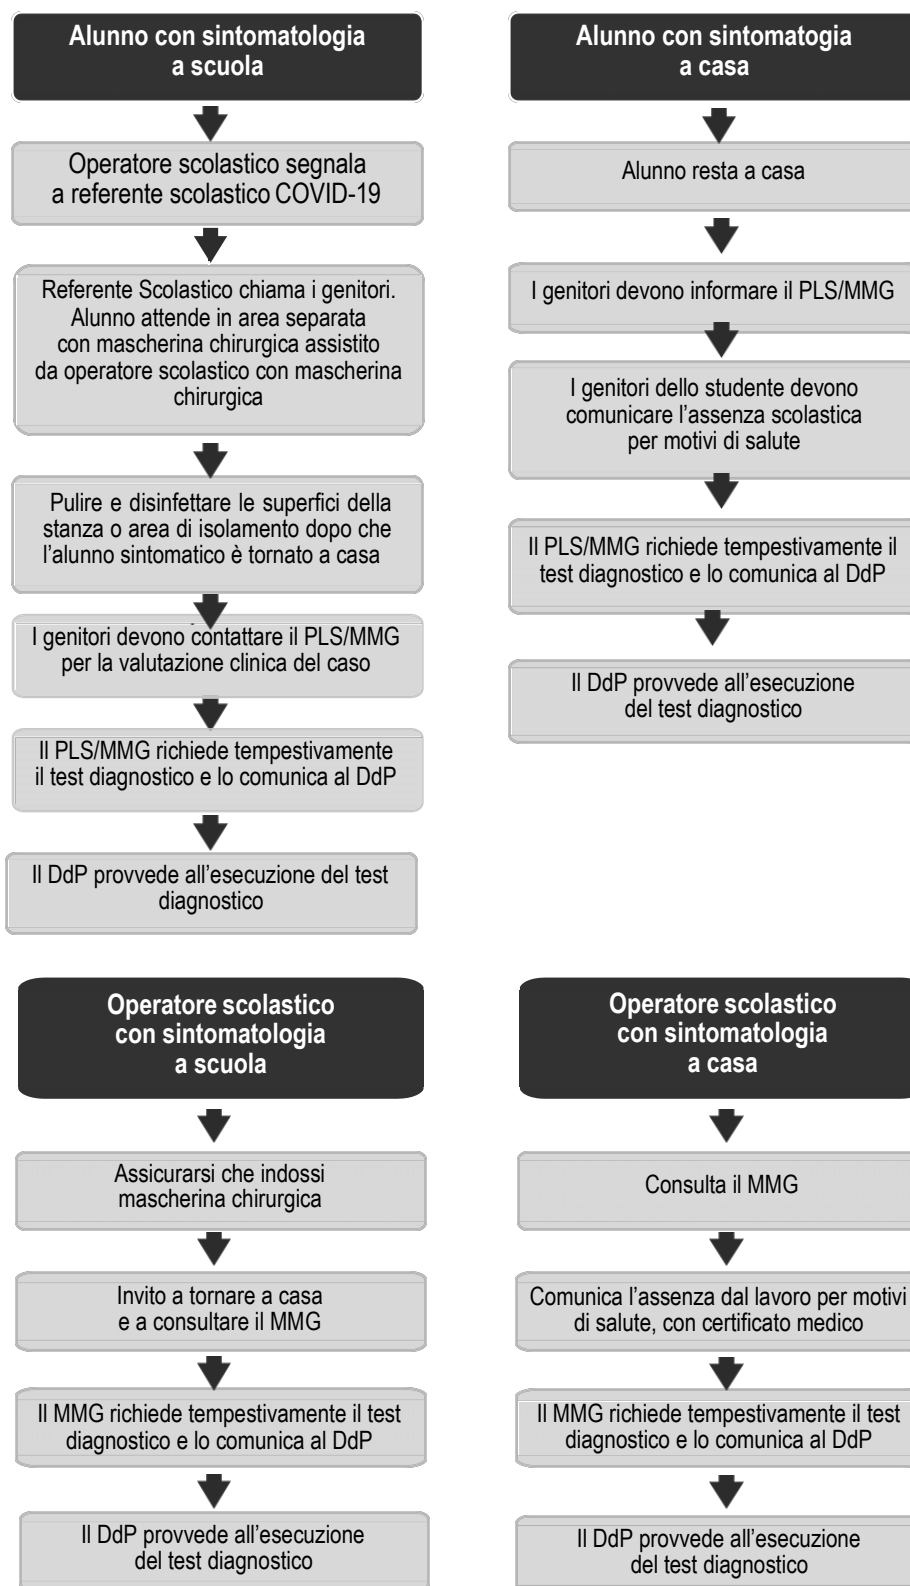 Alunno con sintomatologia
a scuola
Operatore scolastico segnala
a referente scolastico COVID-19
Referente Scolastico chiama i genitori.
Alunno attende in area separata
con mascherina chirurgica assistito
da operatore scolastico con mascherina
chirurgica
Pulire e disinfettare le superfici della
stanza o area di isolamento dopo che
l’alunno sintomatico è tornato a casa
I genitori devono contattare il PLS/MMG
per la valutazione clinica del caso
Il PLS/MMG richiede tempestivamente
il test diagnostico e lo comunica al DdP
Il DdP provvede all’esecuzione del test
diagnostico
Alunno con sintomatogia
a casa
Alunno resta a casa
I genitori devono informare il PLS/MMG
I genitori dello studente devono
comunicare l’assenza scolastica
per motivi di salute
Il PLS/MMG richiede tempestivamente il
test diagnostico e lo comunica al DdP
Il DdP provvede all’esecuzione
del test diagnostico
Operatore scolastico
con sintomatologia
a scuola
Assicurarsi che indossi
mascherina chirurgica
Invito a tornare a casa
e a consultare il MMG
Il MMG richiede tempestivamente il test
diagnostico e lo comunica al DdP
Il DdP provvede all’esecuzione
del test diagnostico
Operatore scolastico
con sintomatologia
a casa
Consulta il MMG
Comunica l’assenza dal lavoro per motivi
di salute, con certificato medico
Il MMG richiede tempestivamente il test
diagnostico e lo comunica al DdP
Il DdP provvede all’esecuzione
del test diagnostico